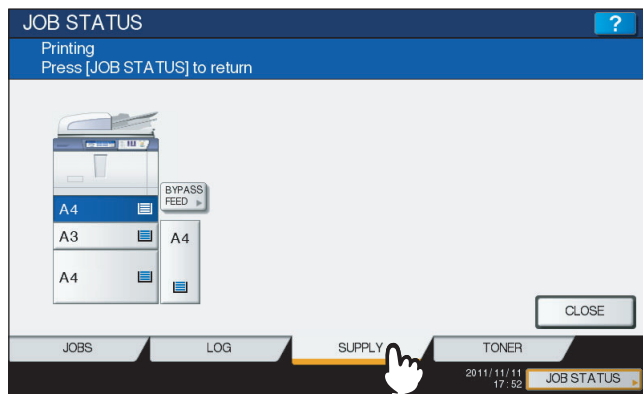 JOB STATUS
?
Printing
Press [JOB STATUS] to return
BYPASS
FEED
A4
A3
A4
A4
CLOSE
JOBS
LOG
SUPPLY
TONER
2011/11/11
17:52
JOB STATUS